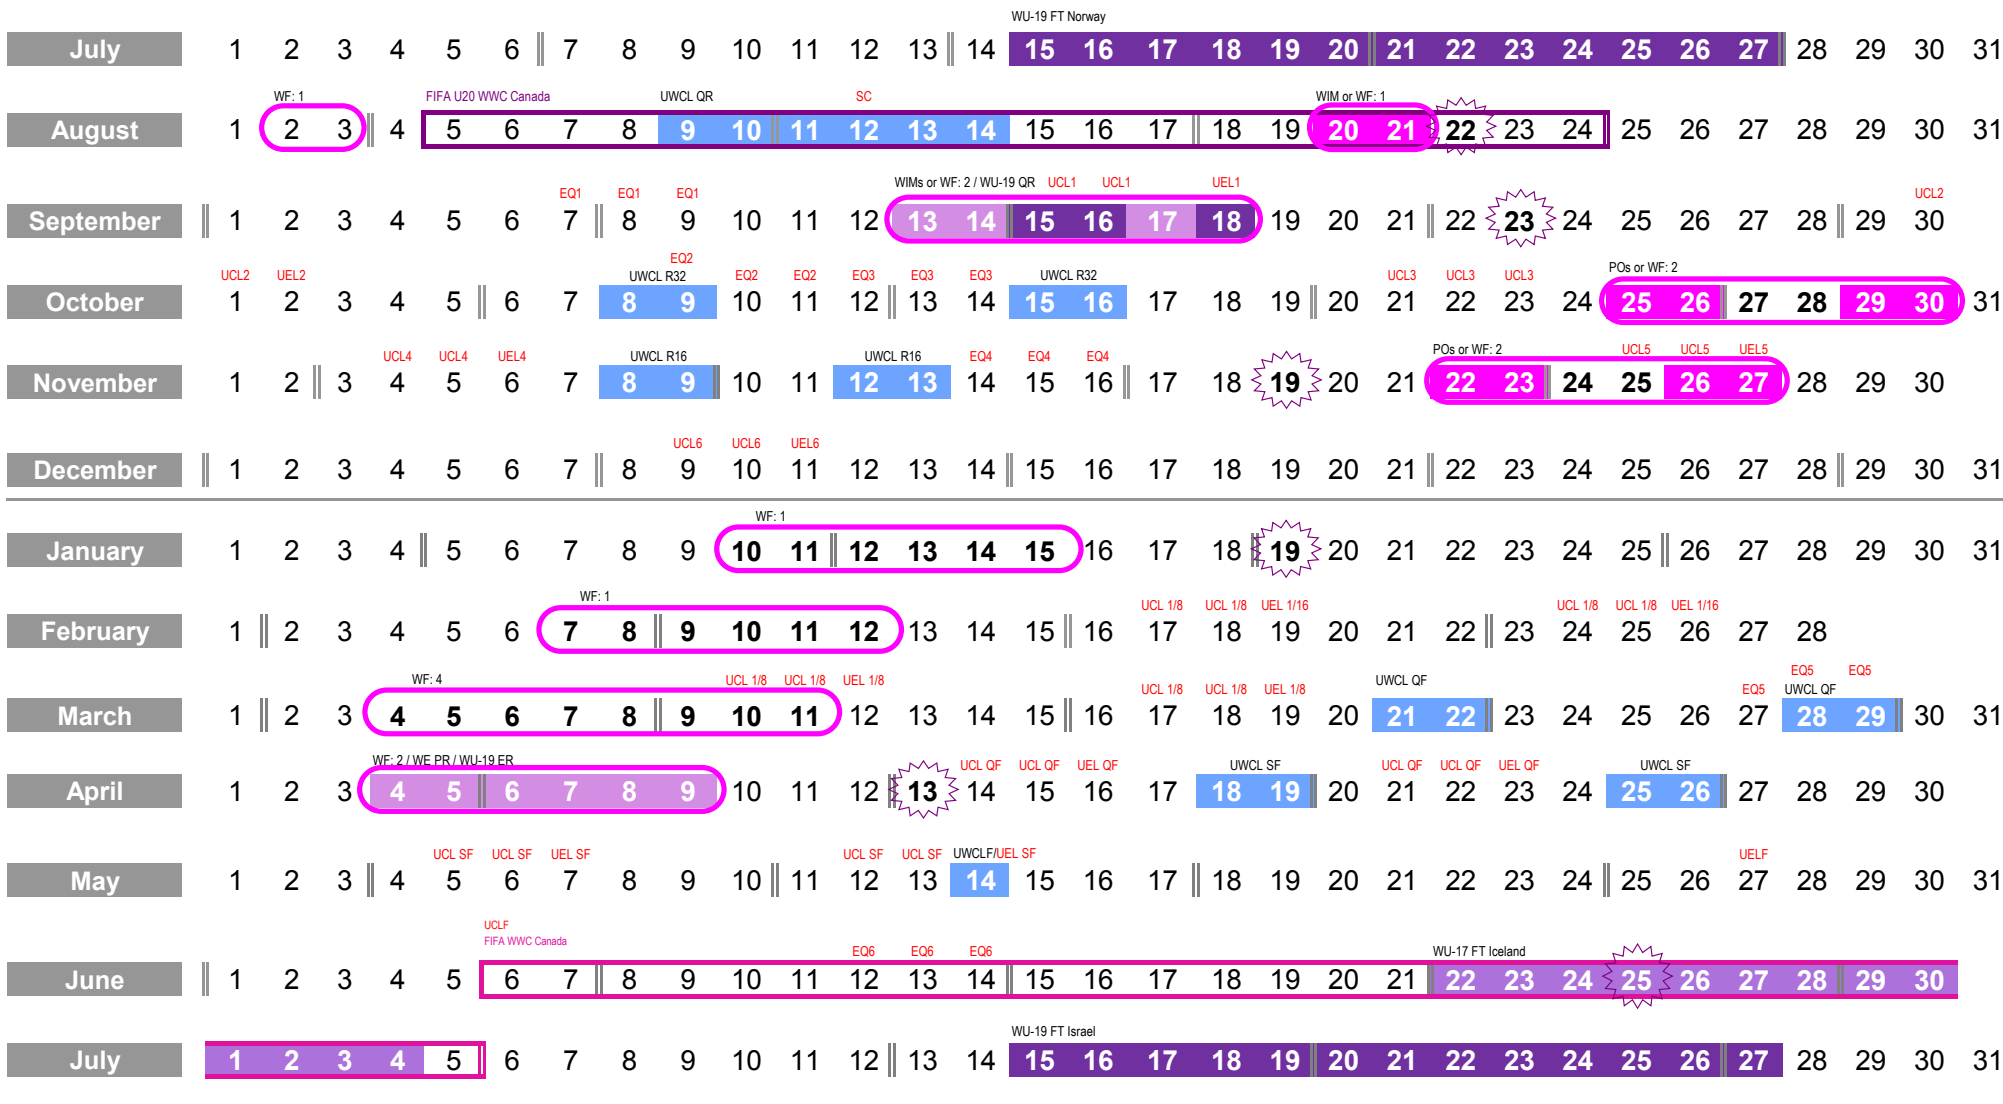 WU-19 FT Norway
July 1 2 3 4 5 6 7 8 9 10 11 12 13 14 15 16 17 18 19 20 21 22 23 24 25 26 27 28 29 30 31
WF: 1 FIFA U20 WWC Canada UWCL QR SC WIM or WF: 1
August 1 2 3 4 5 6 7 8 9 10 11 12 13 14 15 16 17 18 19 20 21 22 23 24 25 26 27 28 29 30 31
EQ1 EQ1 EQ1 WIMs or WF: 2 / WU-19 QR UCL1 UCL1 UEL1 UCL2
September 1 2 3 4 5 6 7 8 9 10 11 12 13 14 15 16 17 18 19 20 21 22 23 24 25 26 27 28 29 30
EQ2
UCL2 UEL2 UWCL R32 EQ2 EQ2 EQ3 EQ3 EQ3 UWCL R32 UCL3 UCL3 UCL3 POs or WF: 2
October 1 2 3 4 5 6 7 8 9 10 11 12 13 14 15 16 17 18 19 20 21 22 23 24 25 26 27 28 29 30 31
UCL4 UCL4 UEL4 UWCL R16 UWCL R16 EQ4 EQ4 EQ4 POs or WF: 2 UCL5 UCL5 UEL5
November 1 2 3 4 5 6 7 8 9 10 11 12 13 14 15 16 17 18 19 20 21 22 23 24 25 26 27 28 29 30
UCL6 UCL6 UEL6
December 1 2 3 4 5 6 7 8 9 10 11 12 13 14 15 16 17 18 19 20 21 22 23 24 25 26 27 28 29 30 31
WF: 1
January 1 2 3 4 5 6 7 8 9 10 11 12 13 14 15 16 17 18 19 20 21 22 23 24 25 26 27 28 29 30 31
WF: 1 UCL 1/8 UCL 1/8 UEL 1/16 UCL 1/8 UCL 1/8 UEL 1/16
February 1 2 3 4 5 6 7 8 9 10 11 12 13 14 15 16 17 18 19 20 21 22 23 24 25 26 27 28
EQ5 EQ5
WF: 4 UCL 1/8 UCL 1/8 UEL 1/8 UCL 1/8 UCL 1/8 UEL 1/8 UWCL QF EQ5 UWCL QF
March 1 2 3 4 5 6 7 8 9 10 11 12 13 14 15 16 17 18 19 20 21 22 23 24 25 26 27 28 29 30 31
WF: 2 / WE PR / WU-19 ER UCL QF UCL QF UEL QF UWCL SF UCL QF UCL QF UEL QF UWCL SF
April 1 2 3 4 5 6 7 8 9 10 11 12 13 14 15 16 17 18 19 20 21 22 23 24 25 26 27 28 29 30
UCL SF UCL SF UEL SF UCL SF UCL SF UWCLF/UEL SF UELF
May 1 2 3 4 5 6 7 8 9 10 11 12 13 14 15 16 17 18 19 20 21 22 23 24 25 26 27 28 29 30 31
UCLF
FIFA WWC Canada EQ6 EQ6 EQ6 WU-17 FT Iceland
June 1 2 3 4 5 6 7 8 9 10 11 12 13 14 15 16 17 18 19 20 21 22 23 24 25 26 27 28 29 30
WU-19 FT Israel
July 1 2 3 4 5 6 7 8 9 10 11 12 13 14 15 16 17 18 19 20 21 22 23 24 25 26 27 28 29 30 31